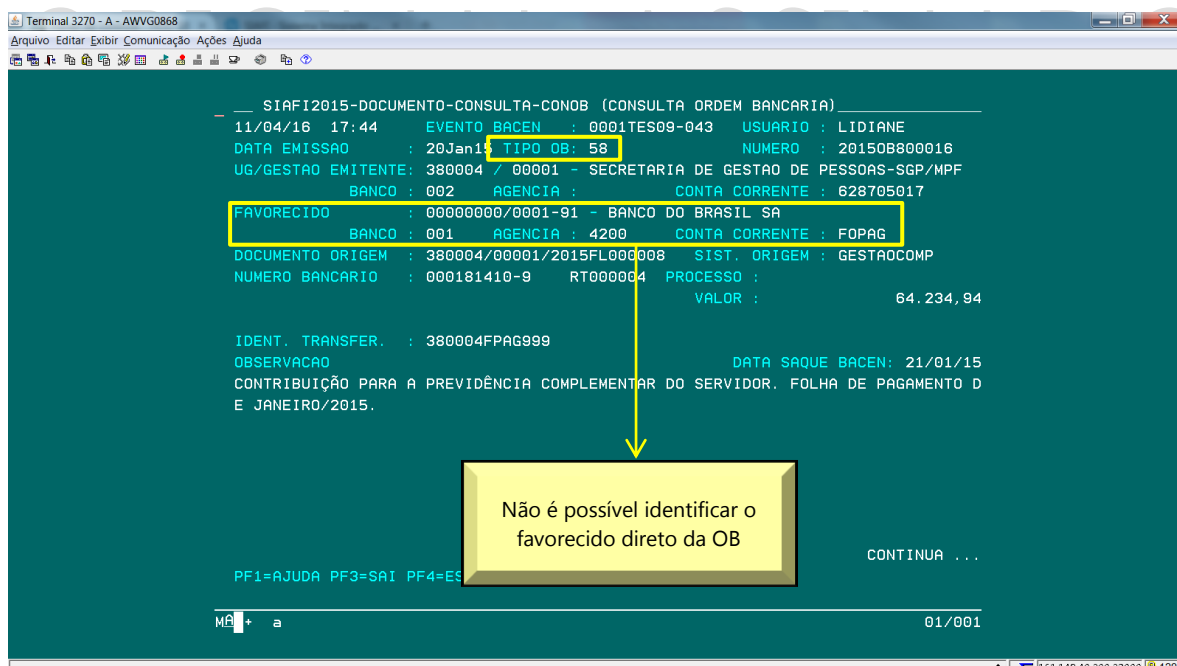 Terminal 3270 - A - AWVG0868
Arquivo Editar Exibir Comunicação Ações Ajuda
__ SIAFI2015-DOCUMENTO-CONSULTA-CONOB (CONSULTA ORDEM BANCARIA)
11/04/16 17:44 EVENTO BACEN : 0001TES09-043 USUARIO : LIDIANE
DATA EMISSAO : 20Jan15 TIPO OB: 58 NUMERO : 2015OB800016
UG/GESTAO EMITENTE: 380004 / 00001 - SECRETARIA DE GESTAO DE PESSOAS-SGP/MPF
BANCO : 002 AGENCIA : CONTA CORRENTE : 628705017
FAVORECIDO : 00000000/0001-91 - BANCO DO BRASIL SA
BANCO : 001 AGENCIA : 4200 CONTA CORRENTE : FOPAG
DOCUMENTO ORIGEM : 380004/00001/2015FL000008 SIST. ORIGEM : GESTAOCOMP
NUMERO BANCARIO : 000181410-9 RT000004 PROCESSO :
VALOR : 64.234,94
IDENT. TRANSFER. : 380004FPAG999
OBSERVACAO DATA SAQUE BACEN: 21/01/15
CONTRIBUIÇÃO PARA A PREVIDÊNCIA COMPLEMENTAR DO SERVIDOR. FOLHA DE PAGAMENTO D
E JANEIRO/2015.
Não é possível identificar o
favorecido direto da OB
CONTINUA ...
PF1=AJUDA PF3=SAI PF4=ES
MA + a 01/001